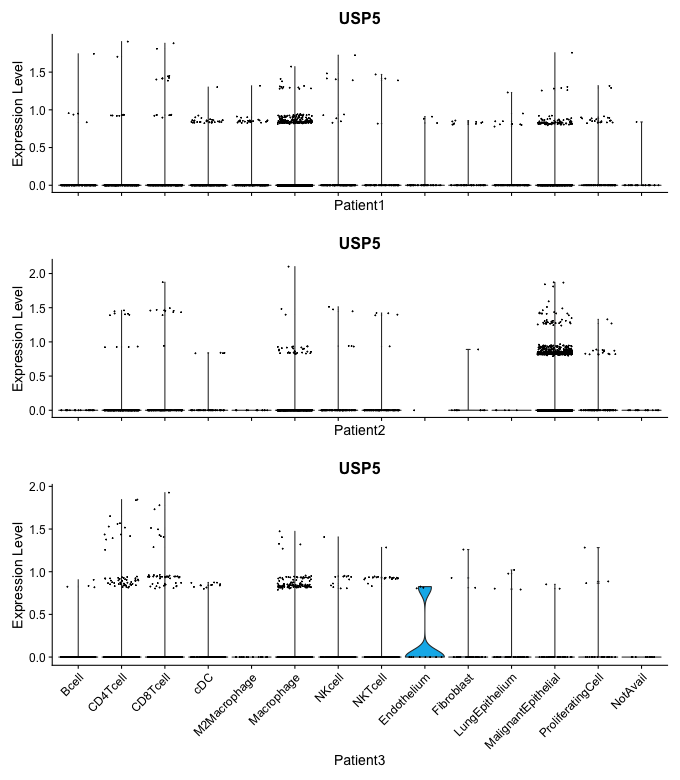 USP5
Expression Level
1.5
1.0
0.5
0.0
Patient1
USP5
Expression Level
2.0
1.5
1.0
0.5
0.0
Patient2
USP5
Expression Level
2.0
1.5
1.0
0.5
0.0
Bcell
CD4Tcell
CD8Tcell
cDC
M2Macrophage
Macrophage
NKcell
NKTcell
Endothelium
Fibroblast
LungEpithelium
MalignantEpithelial
ProliferatingCell
NotAvail
Patient3